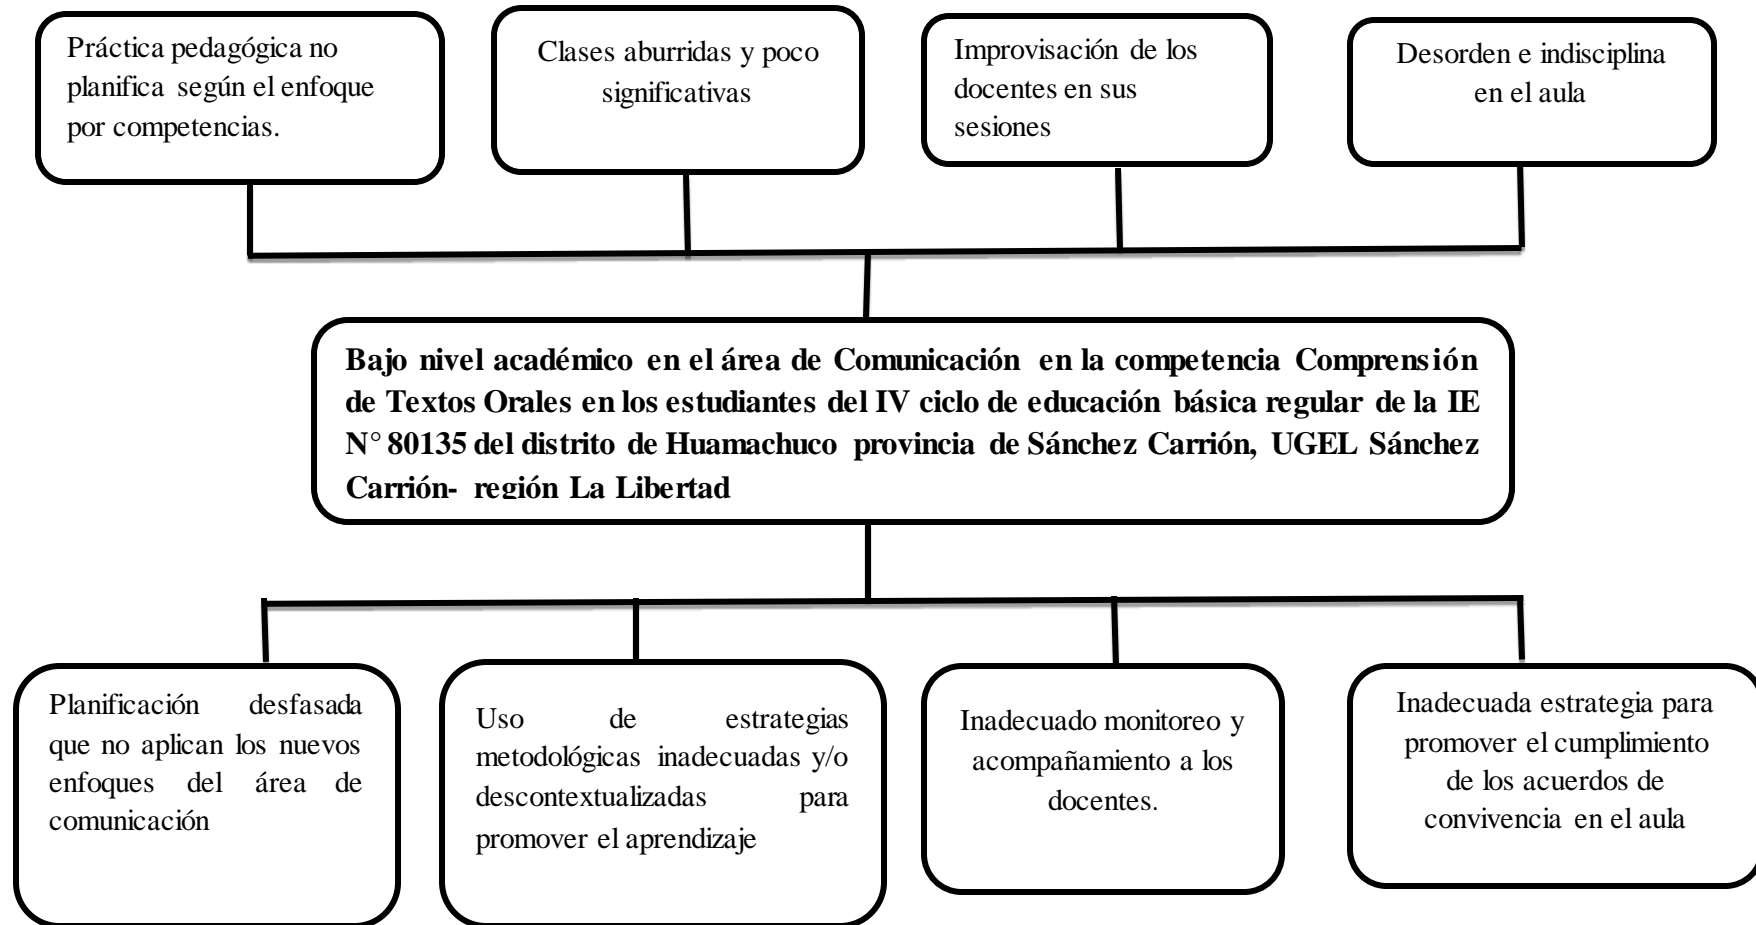 Práctica pedagógica no
planifica según el enfoque
por competencias.
Clases aburridas y poco
significativas
Improvisación de los
docentes en sus
sesiones
Desorden e indisciplina
en el aula
Bajo nivel académico en el área de Comunicación en la competencia Comprensión
de Textos Orales en los estudiantes del IV ciclo de educación básica regular de la IE
N° 80135 del distrito de Huamachuco provincia de Sánchez Carrión, UGEL Sánchez
Carrión- región La Libertad
Planificación desfasada
que no aplican los nuevos
enfoques del área de
comunicación
Uso de estrategias
metodológicas inadecuadas y/o
descontextualizadas para
promover el aprendizaje
Inadecuado monitoreo y
acompañamiento a los
docentes.
Inadecuada estrategia para
promover el cumplimiento
de los acuerdos de
convivencia en el aula